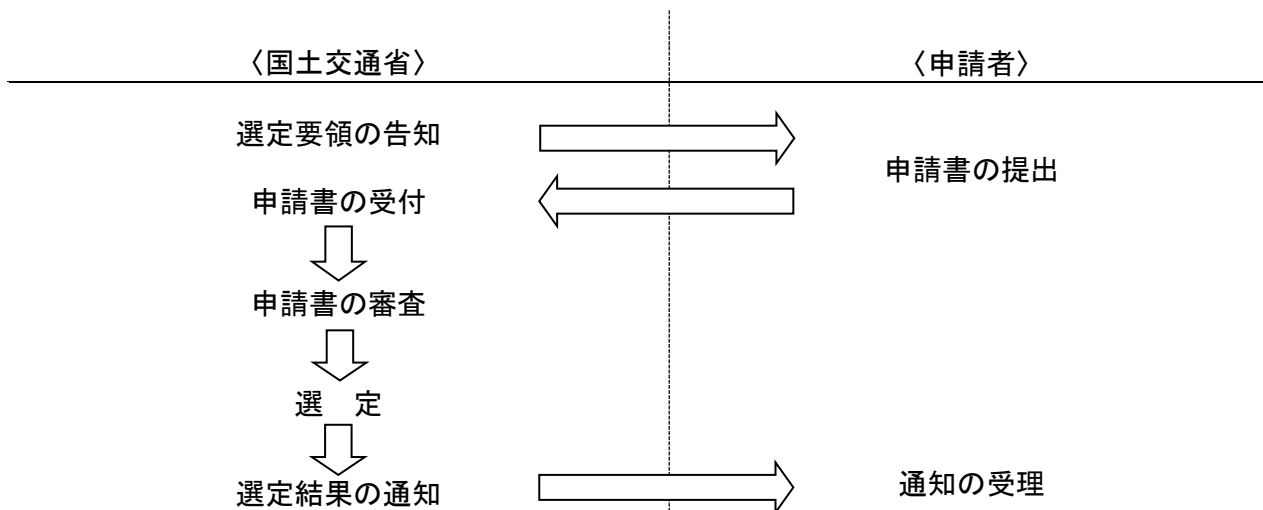 〈国土交通省〉
〈申請者〉
選定要領の告知
申請書の提出
申請書の受付
申請書の審査
選　定
選定結果の通知
通知の受理